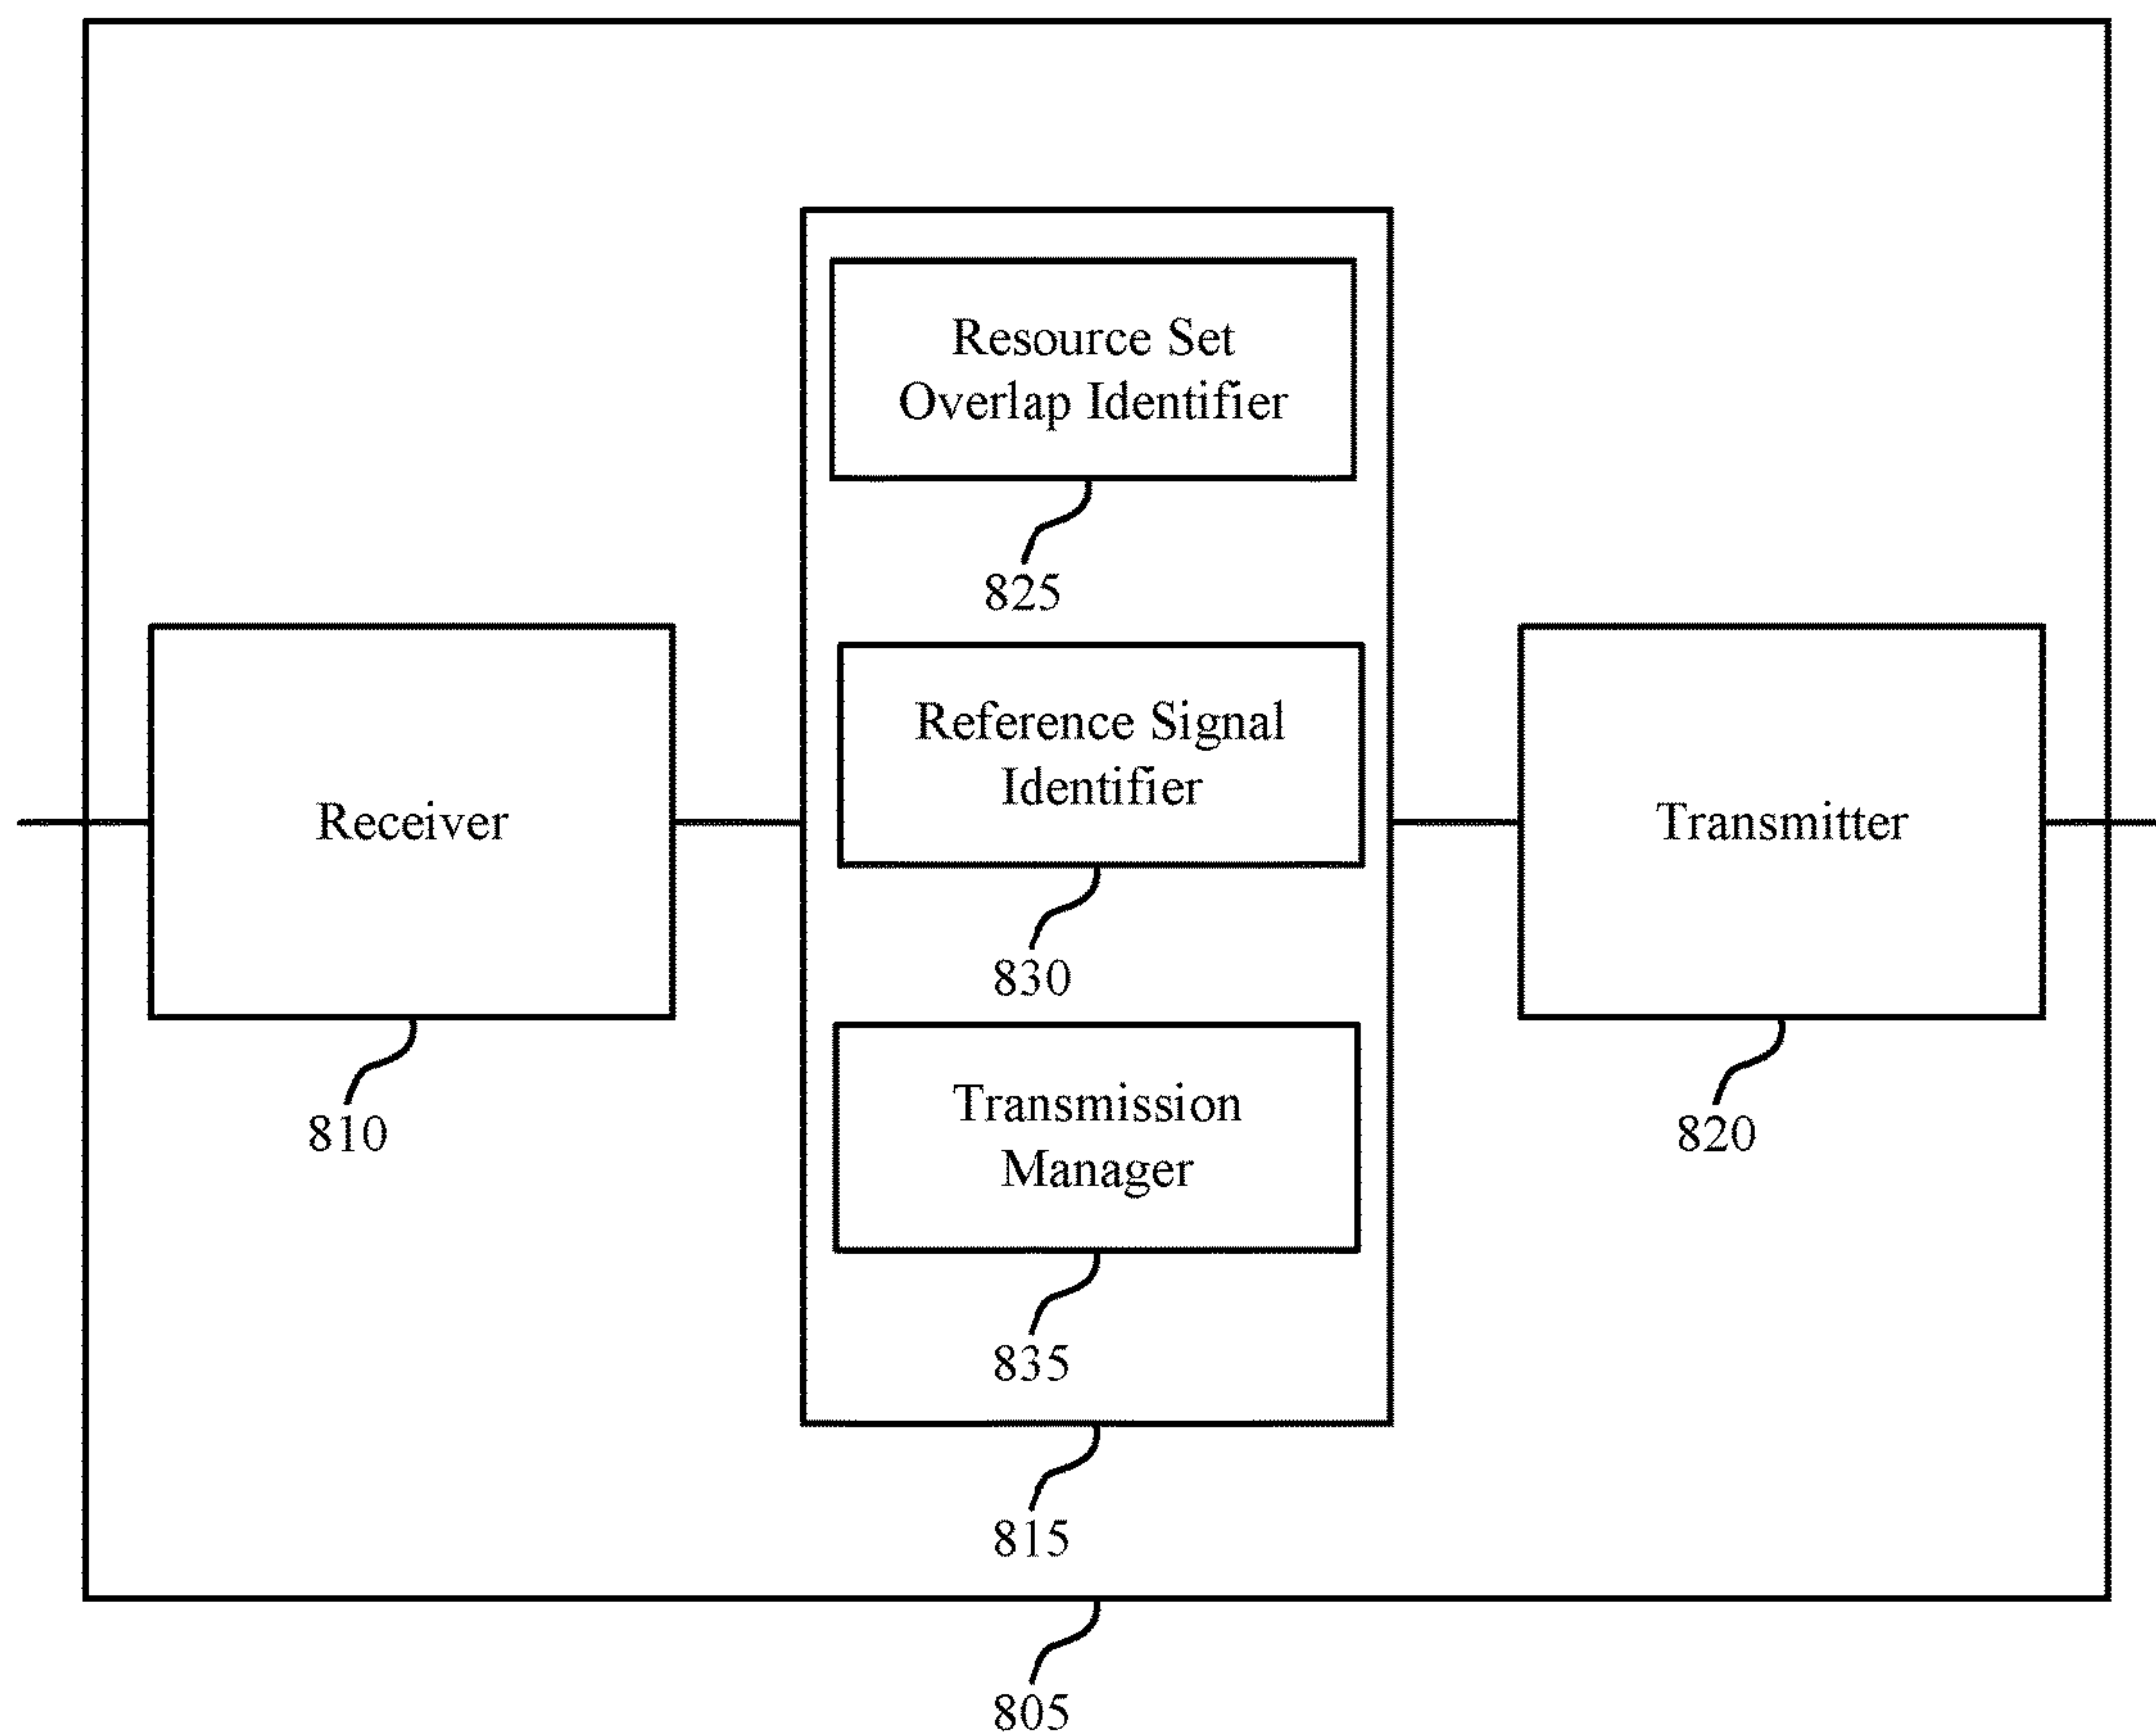 Resource Set
Overlap Identifier
825
Reference Signal
Identifier
830
Transmission
Manager
835
815
Receiver
810
Transmitter
820
805